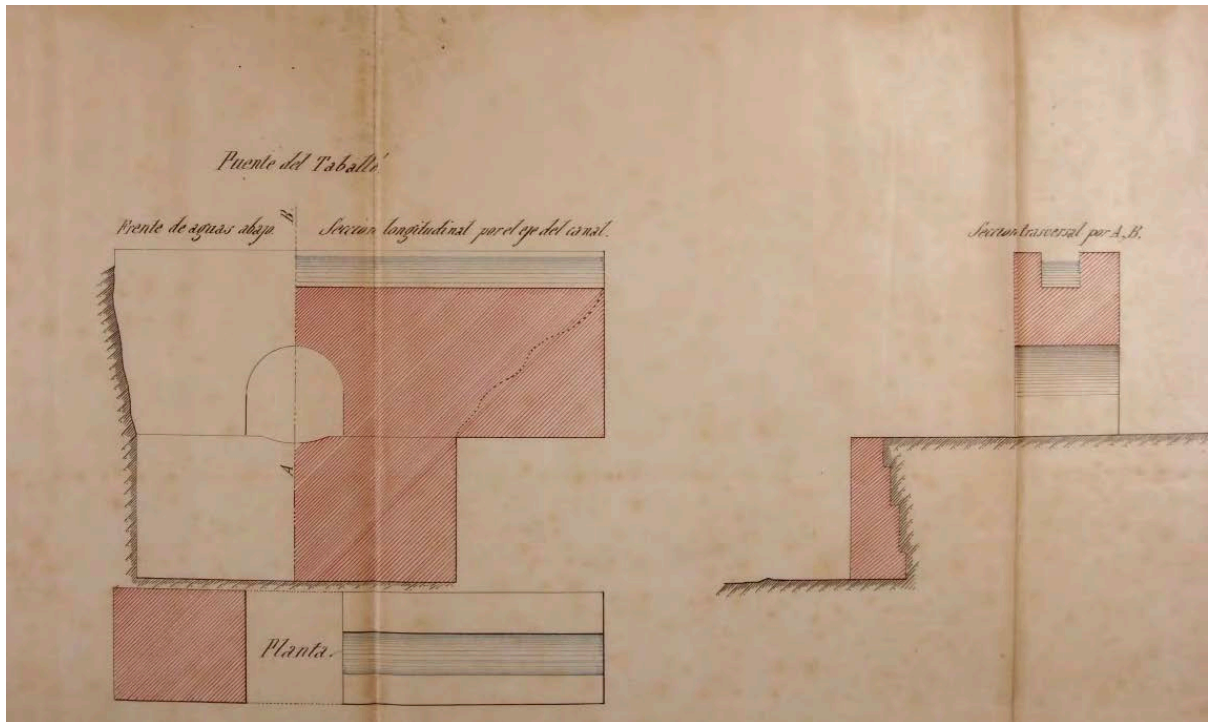 Puente del Taballé
Frente de aguas abajo.
B
Seccion longitudinal por el eje del canal.
Seccion trasversal por A, B.
A
Planta.